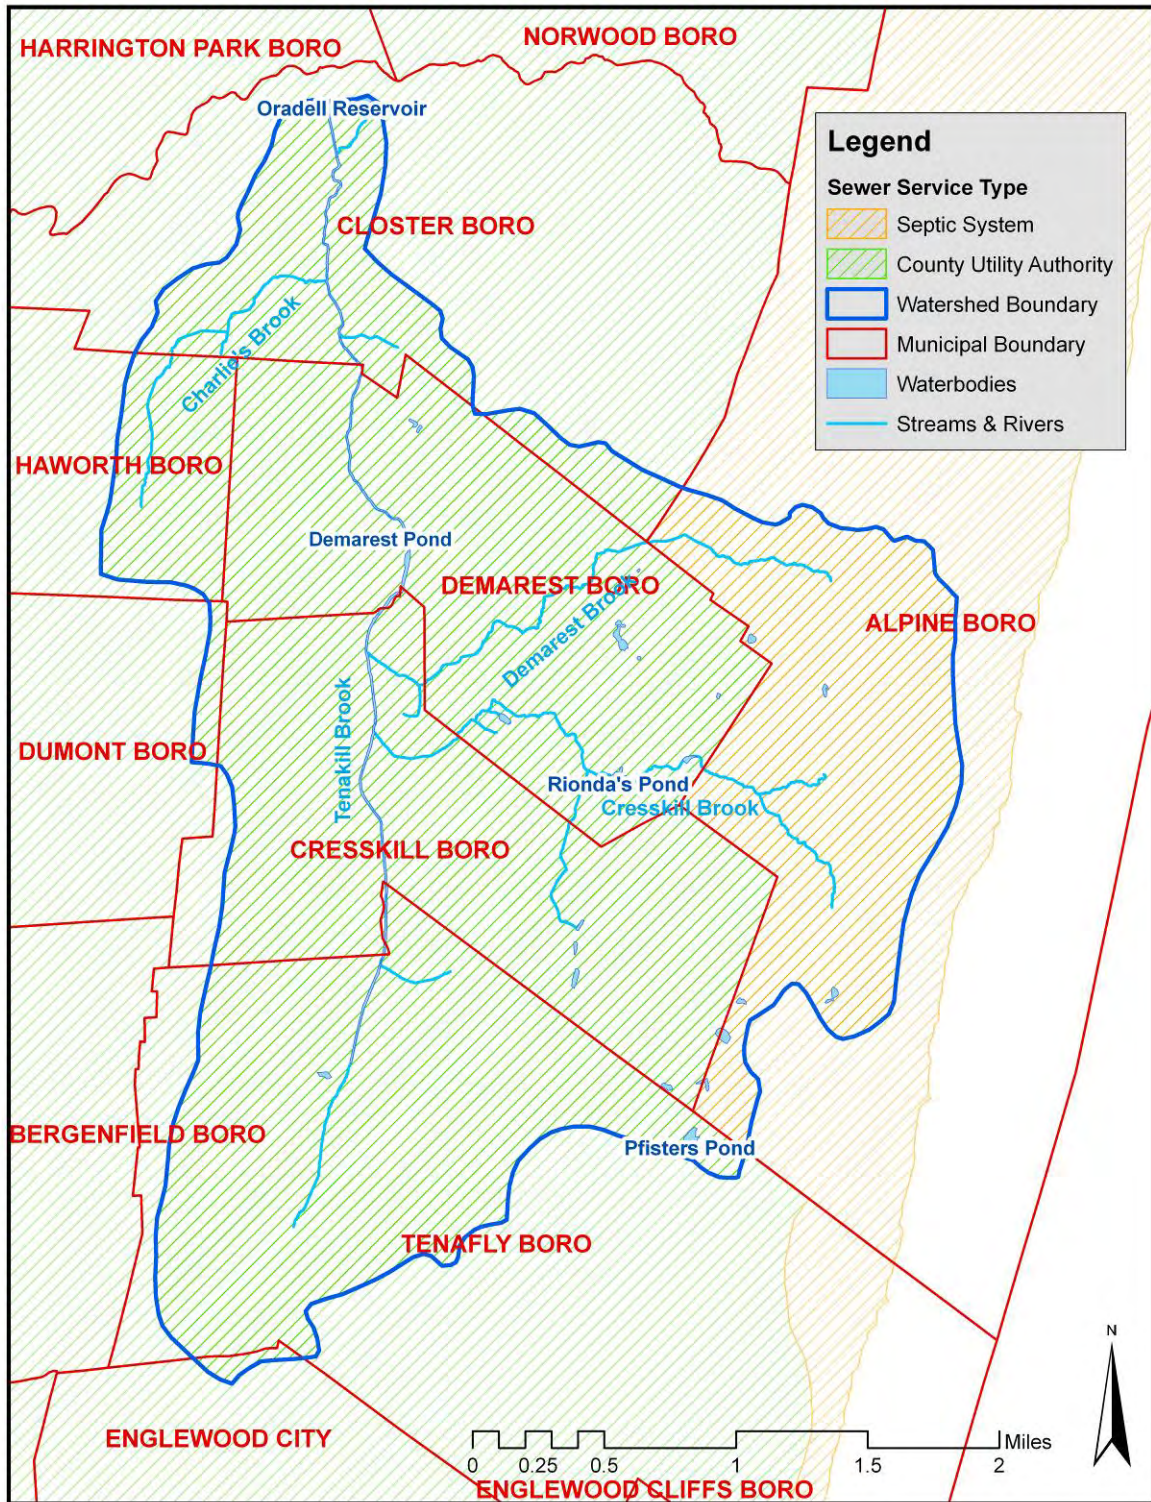 HARRINGTON PARK BORO
NORWOOD BORO
Oradell Reservoir
Legend
Sewer Service Type
Septic System
County Utility Authority
Watershed Boundary
Municipal Boundary
Waterbodies
Streams & Rivers
CLOSTER BORO
Charlie's Brook
HAWORTH BORO
Demarest Pond
DEMAREST BORO
Demarest Brook
ALPINE BORO
Tenakill Brook
DUMONT BORO
Rionda's Pond
Cresskill Brook
CRESSKILL BORO
BERGENFIELD BORO
Pfisters Pond
TENAFLY BORO
N
ENGLEWOOD CITY
Miles
0 0.25 0.5 1 1.5 2
ENGLEWOOD CLIFFS BORO